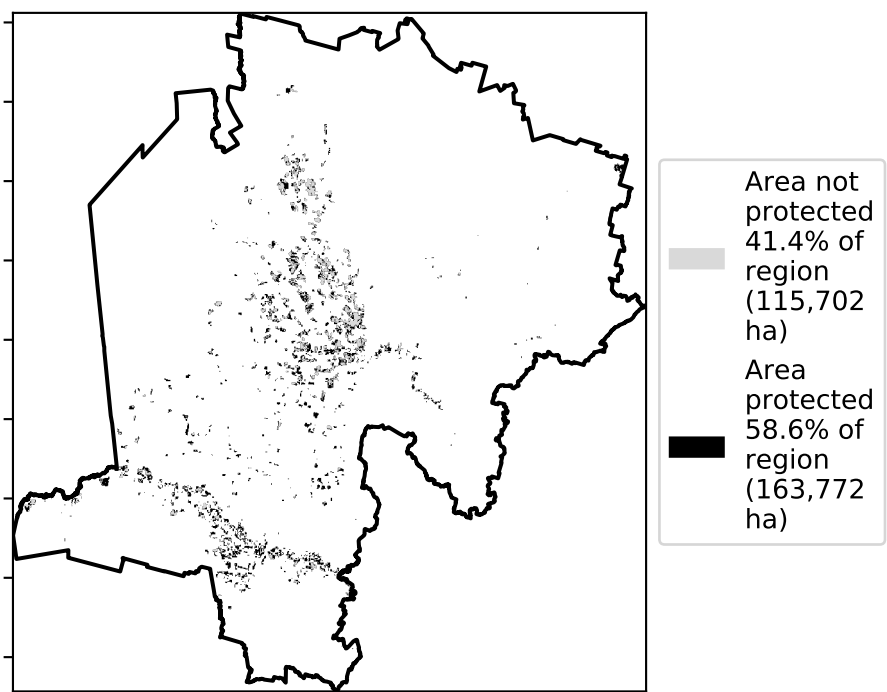 Area not
protected
41.4% of
region
(115,702
ha)
Area
protected
58.6% of
region
(163,772
ha)